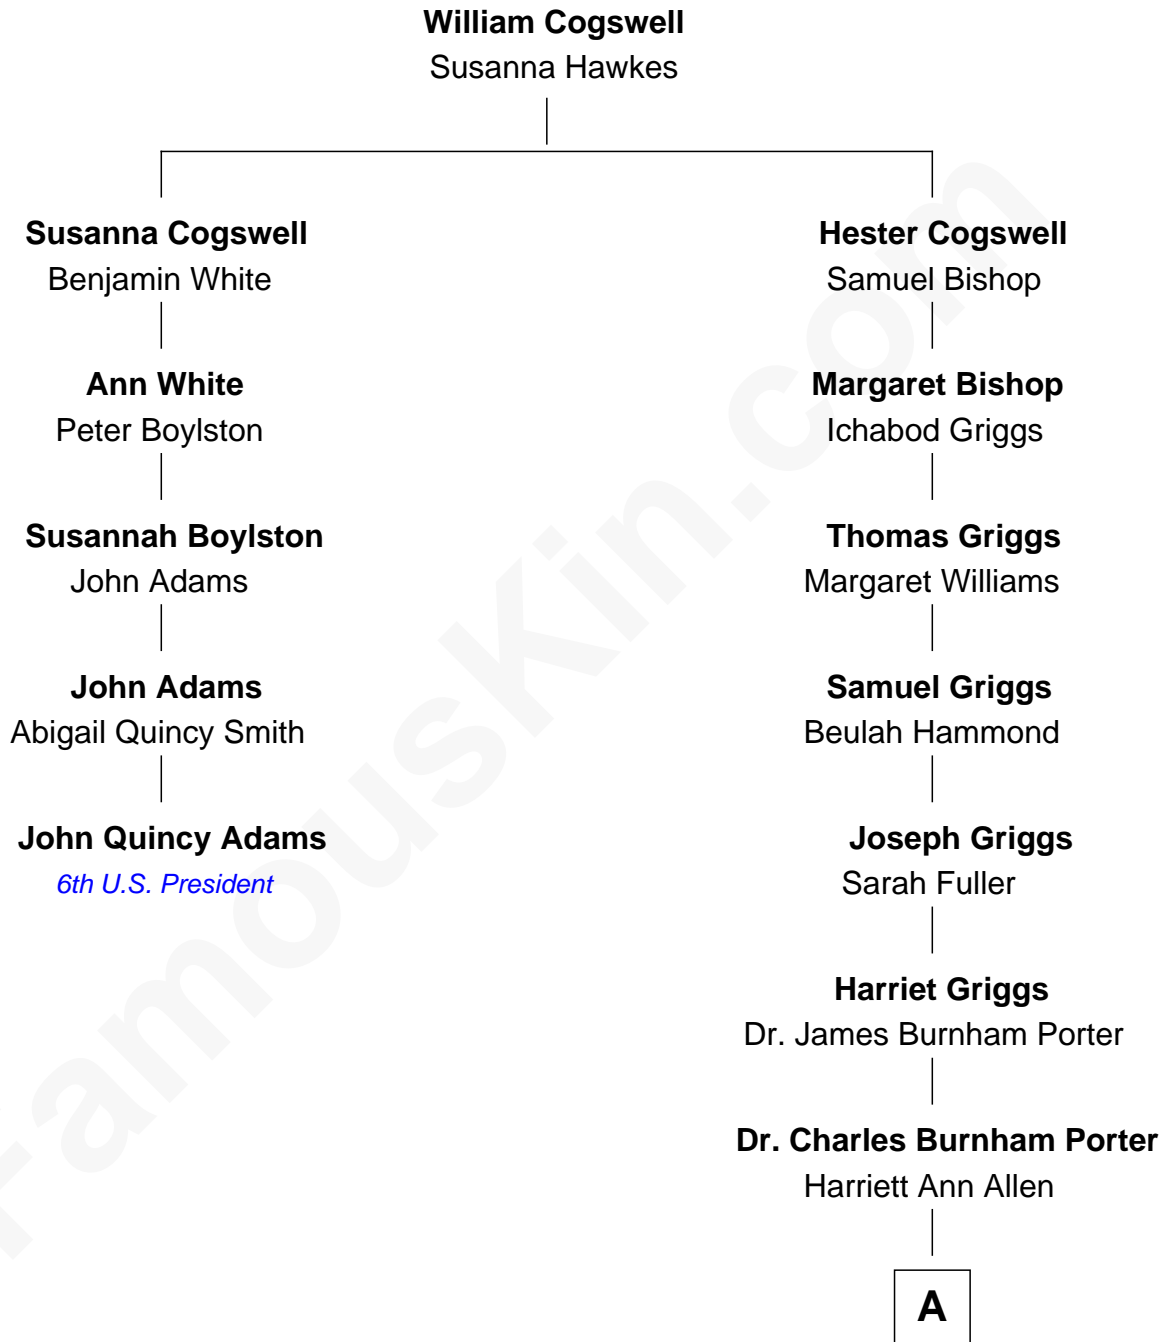 William Cogswell
Susanna Hawkes
Susanna Cogswell
Benjamin White
Hester Cogswell
Samuel Bishop
Ann White
Peter Boylston
Margaret Bishop
Ichabod Griggs
Susannah Boylston
John Adams
Thomas Griggs
Margaret Williams
John Adams
Abigail Quincy Smith
Samuel Griggs
Beulah Hammond
John Quincy Adams
6th U.S. President
Joseph Griggs
Sarah Fuller
Harriet Griggs
Dr. James Burnham Porter
Dr. Charles Burnham Porter
Harriett Ann Allen
A
FamousKin.com